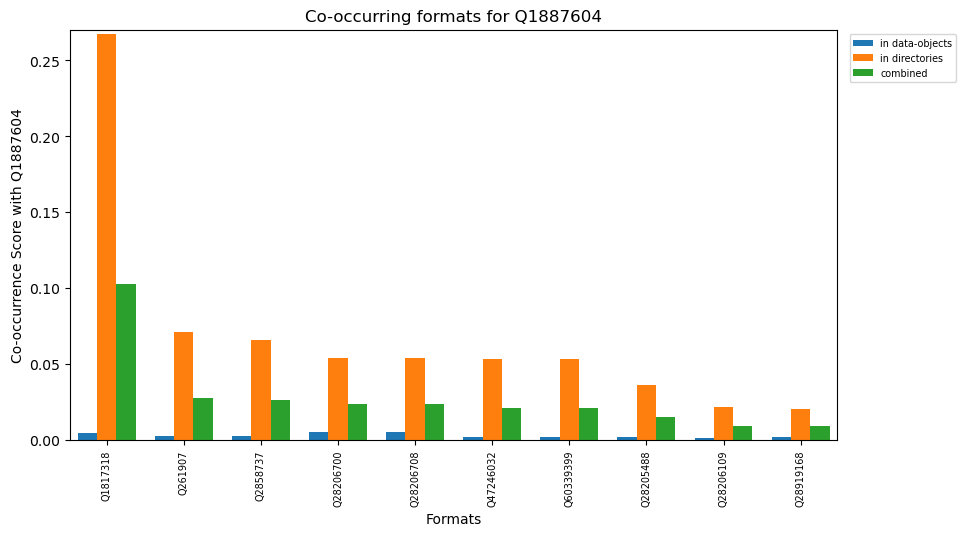 Co-occurring formats for Q1887604
Co-occurrence Score with Q1887604
0.25
0.20
0.15
0.10
0.05
0.00
Q1817318
Q261907
Q2858737
Q28206700
Q28206708
Q47246032
Q60339399
Q28205488
Q28206109
Q28919168
Formats
in data-objects
in directories
combined